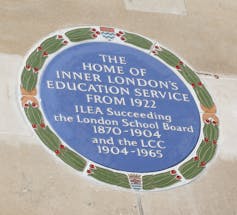 THE
HOME OF
INNER LONDON'S
EDUCATION SERVICE
FROM 1922
ILEA Succeeding
the London School Board
1870-1904
and the LCC
1904-1965